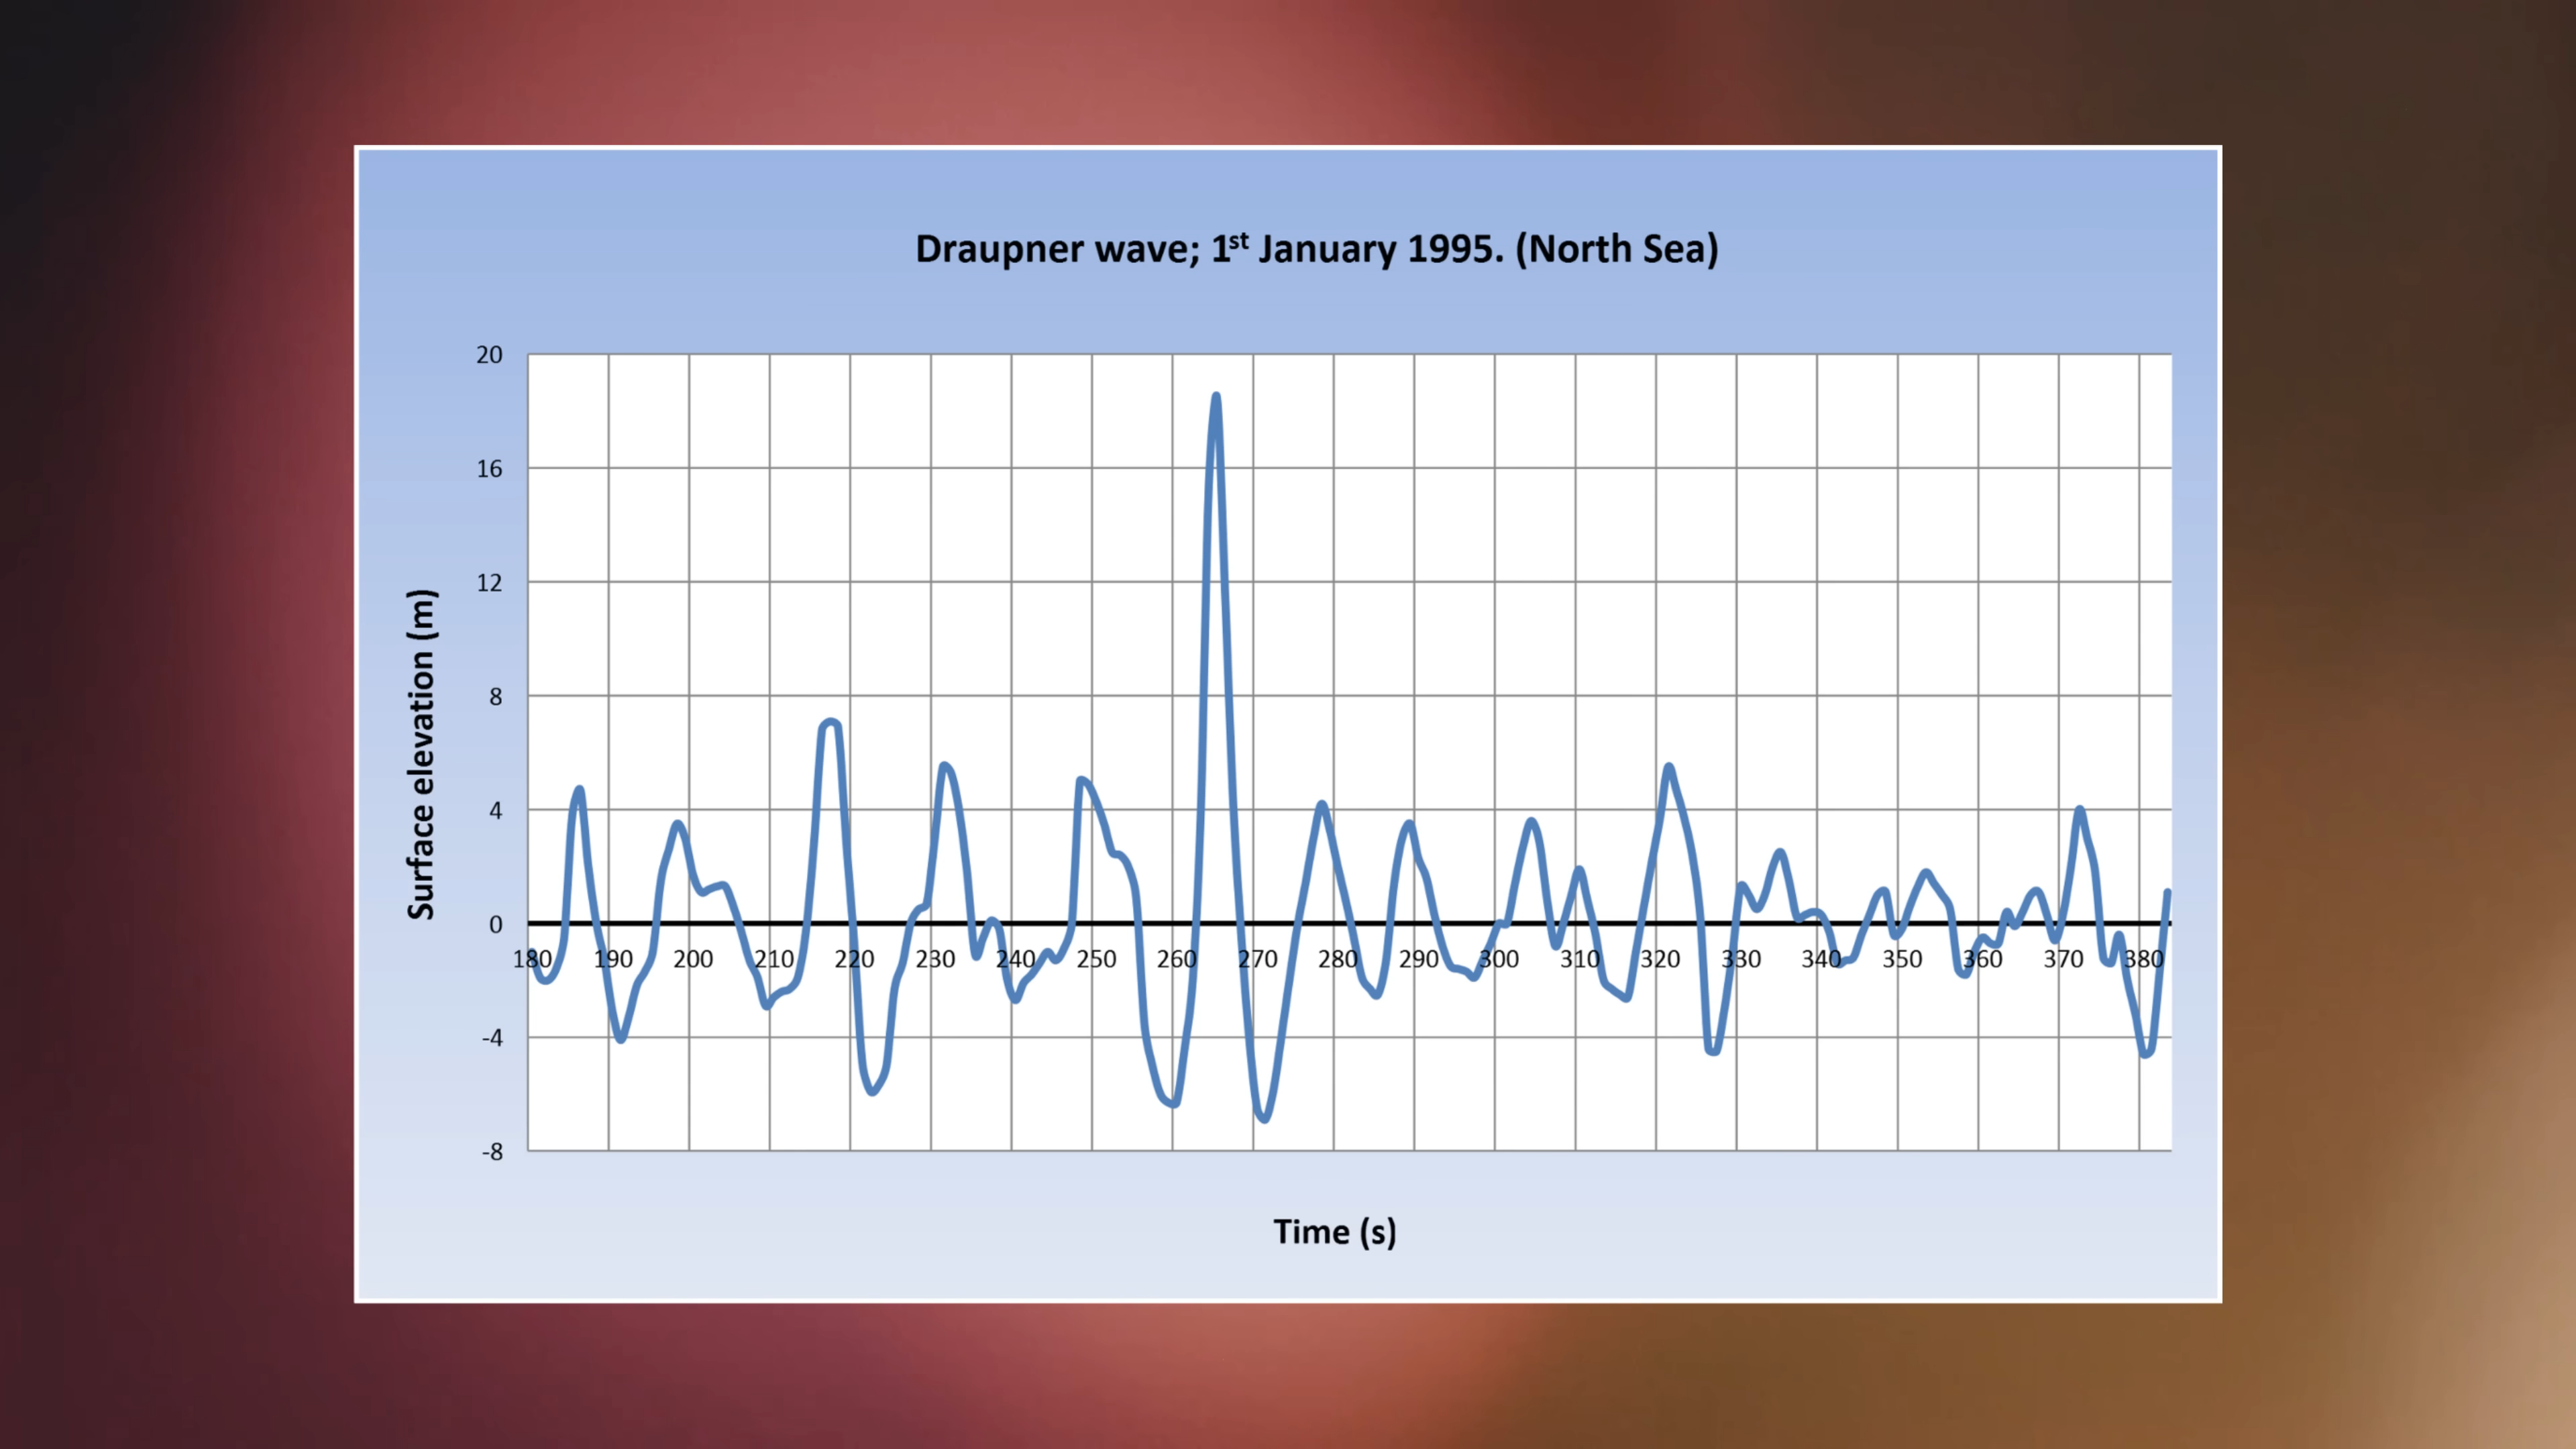 Draupner wave; 1st January 1995. (North Sea)
20
16
12
8
4
0
-4
-8
Surface elevation (m)
180 190 200 210 220 230 240 250 260 270 280 290 300 310 320 330 340 350 360 370 380
Time (s)